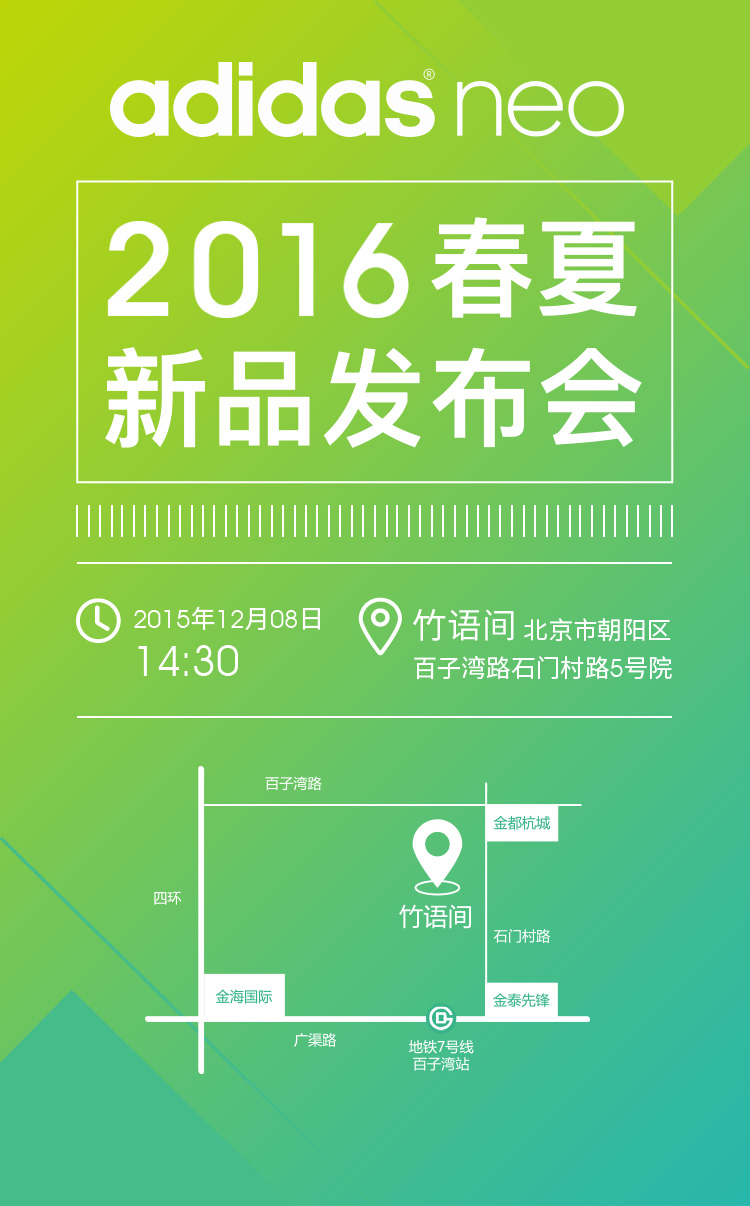 adidas® neo
2016春夏
新品发布会
2015年12月08日
14:30
竹语间 北京市朝阳区
百子湾路石门村路5号院
百子湾路
金都杭城
四环
竹语间
石门村路
金海国际
金泰先锋
广渠路
地铁7号线
百子湾站